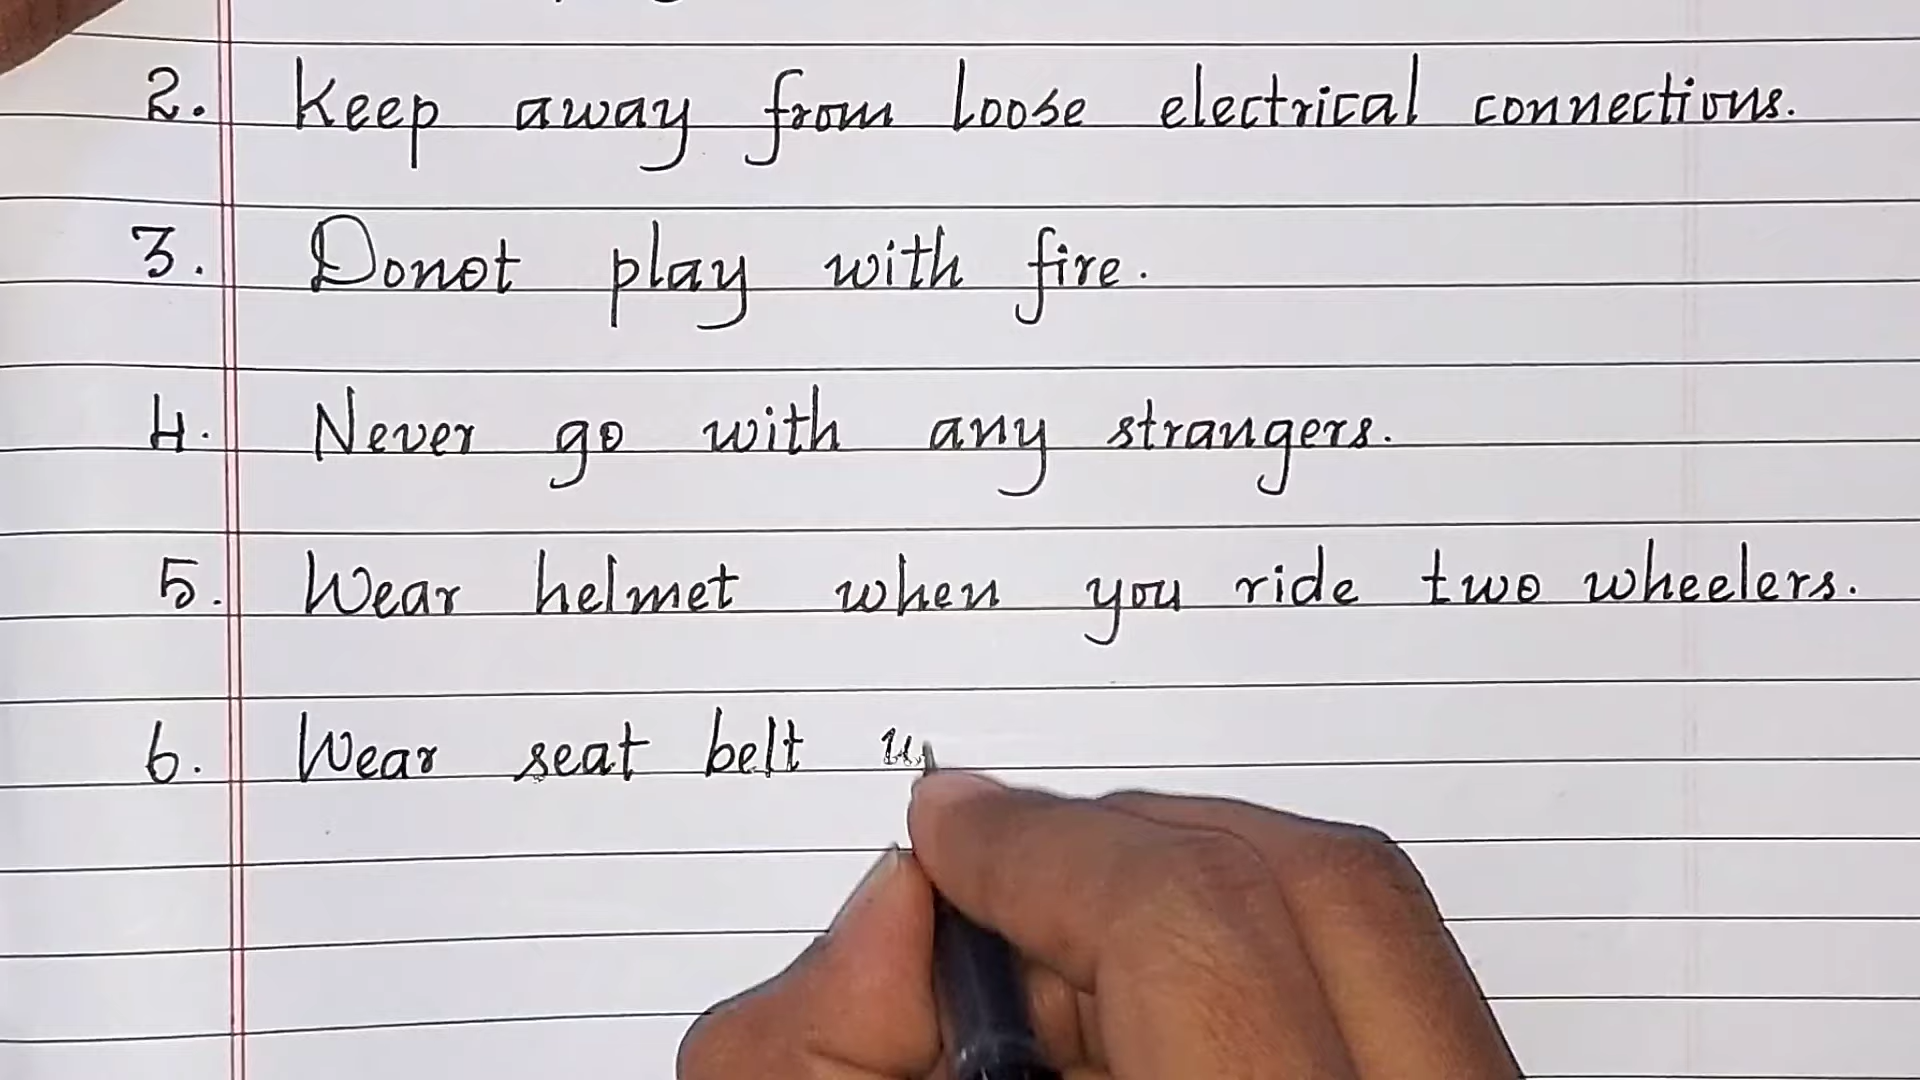 2. Keep away from loose electrical connections.
3. Donot play with fire.
4. Never go with any strangers.
5. Wear helmet when you ride two wheelers.
6. Wear seat belt